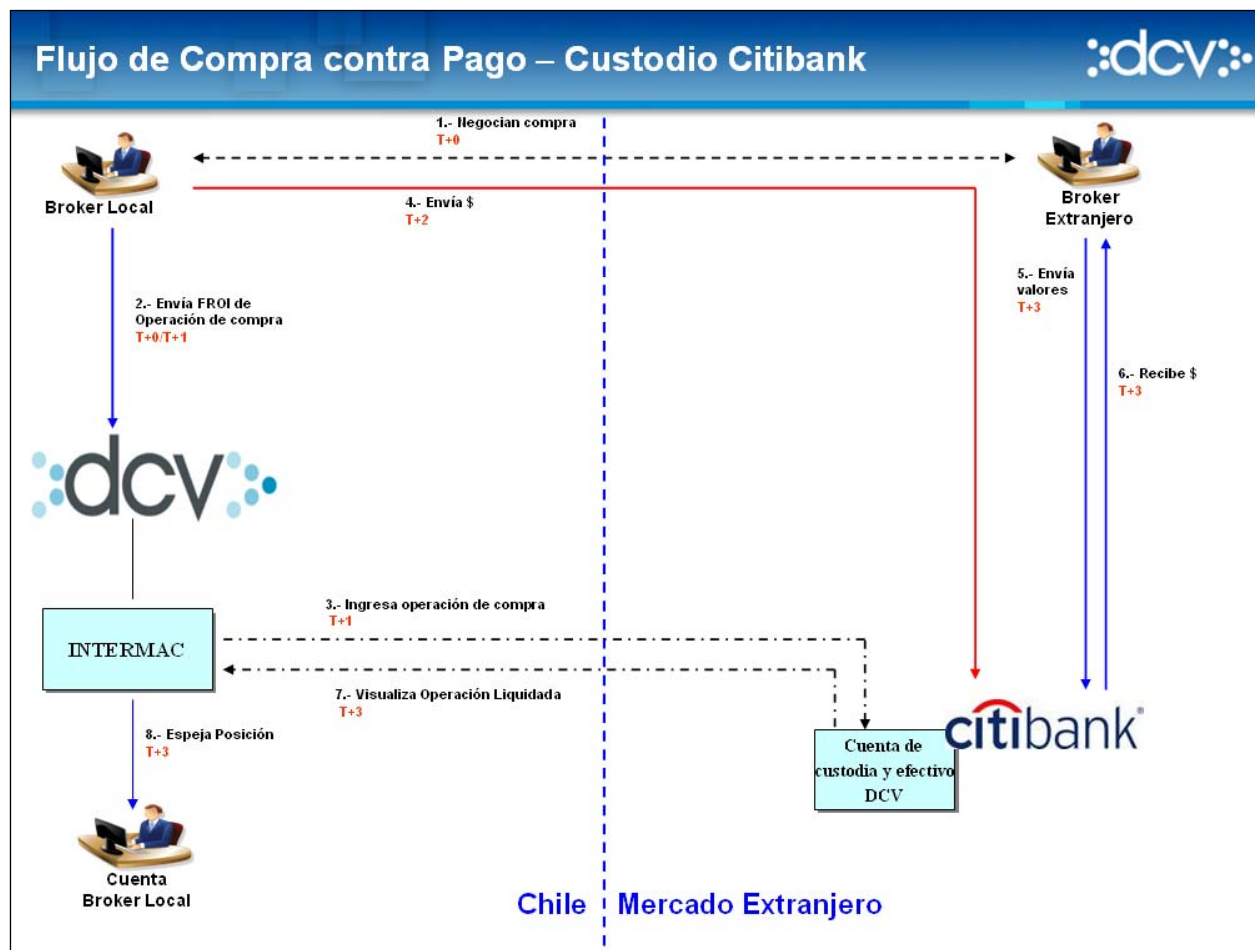 Flujo de Compra contra Pago – Custodio Citibank
dcv
1.- Negocian compra
T+0
Broker Local
Broker
Extranjero
4.- Envía $
T+2
2.- Envía FROI de
Operación de compra
T+0/T+1
5.- Envía
valores
T+3
6.- Recibe $
T+3
dcv
3.- Ingresa operación de compra
T+1
INTERMAC
7.- Visualiza Operación Liquidada
T+3
8.- Espeja Posición
T+3
citibank®
Cuenta de
custodia y efectivo
DCV
Cuenta
Broker Local
Chile
Mercado Extranjero